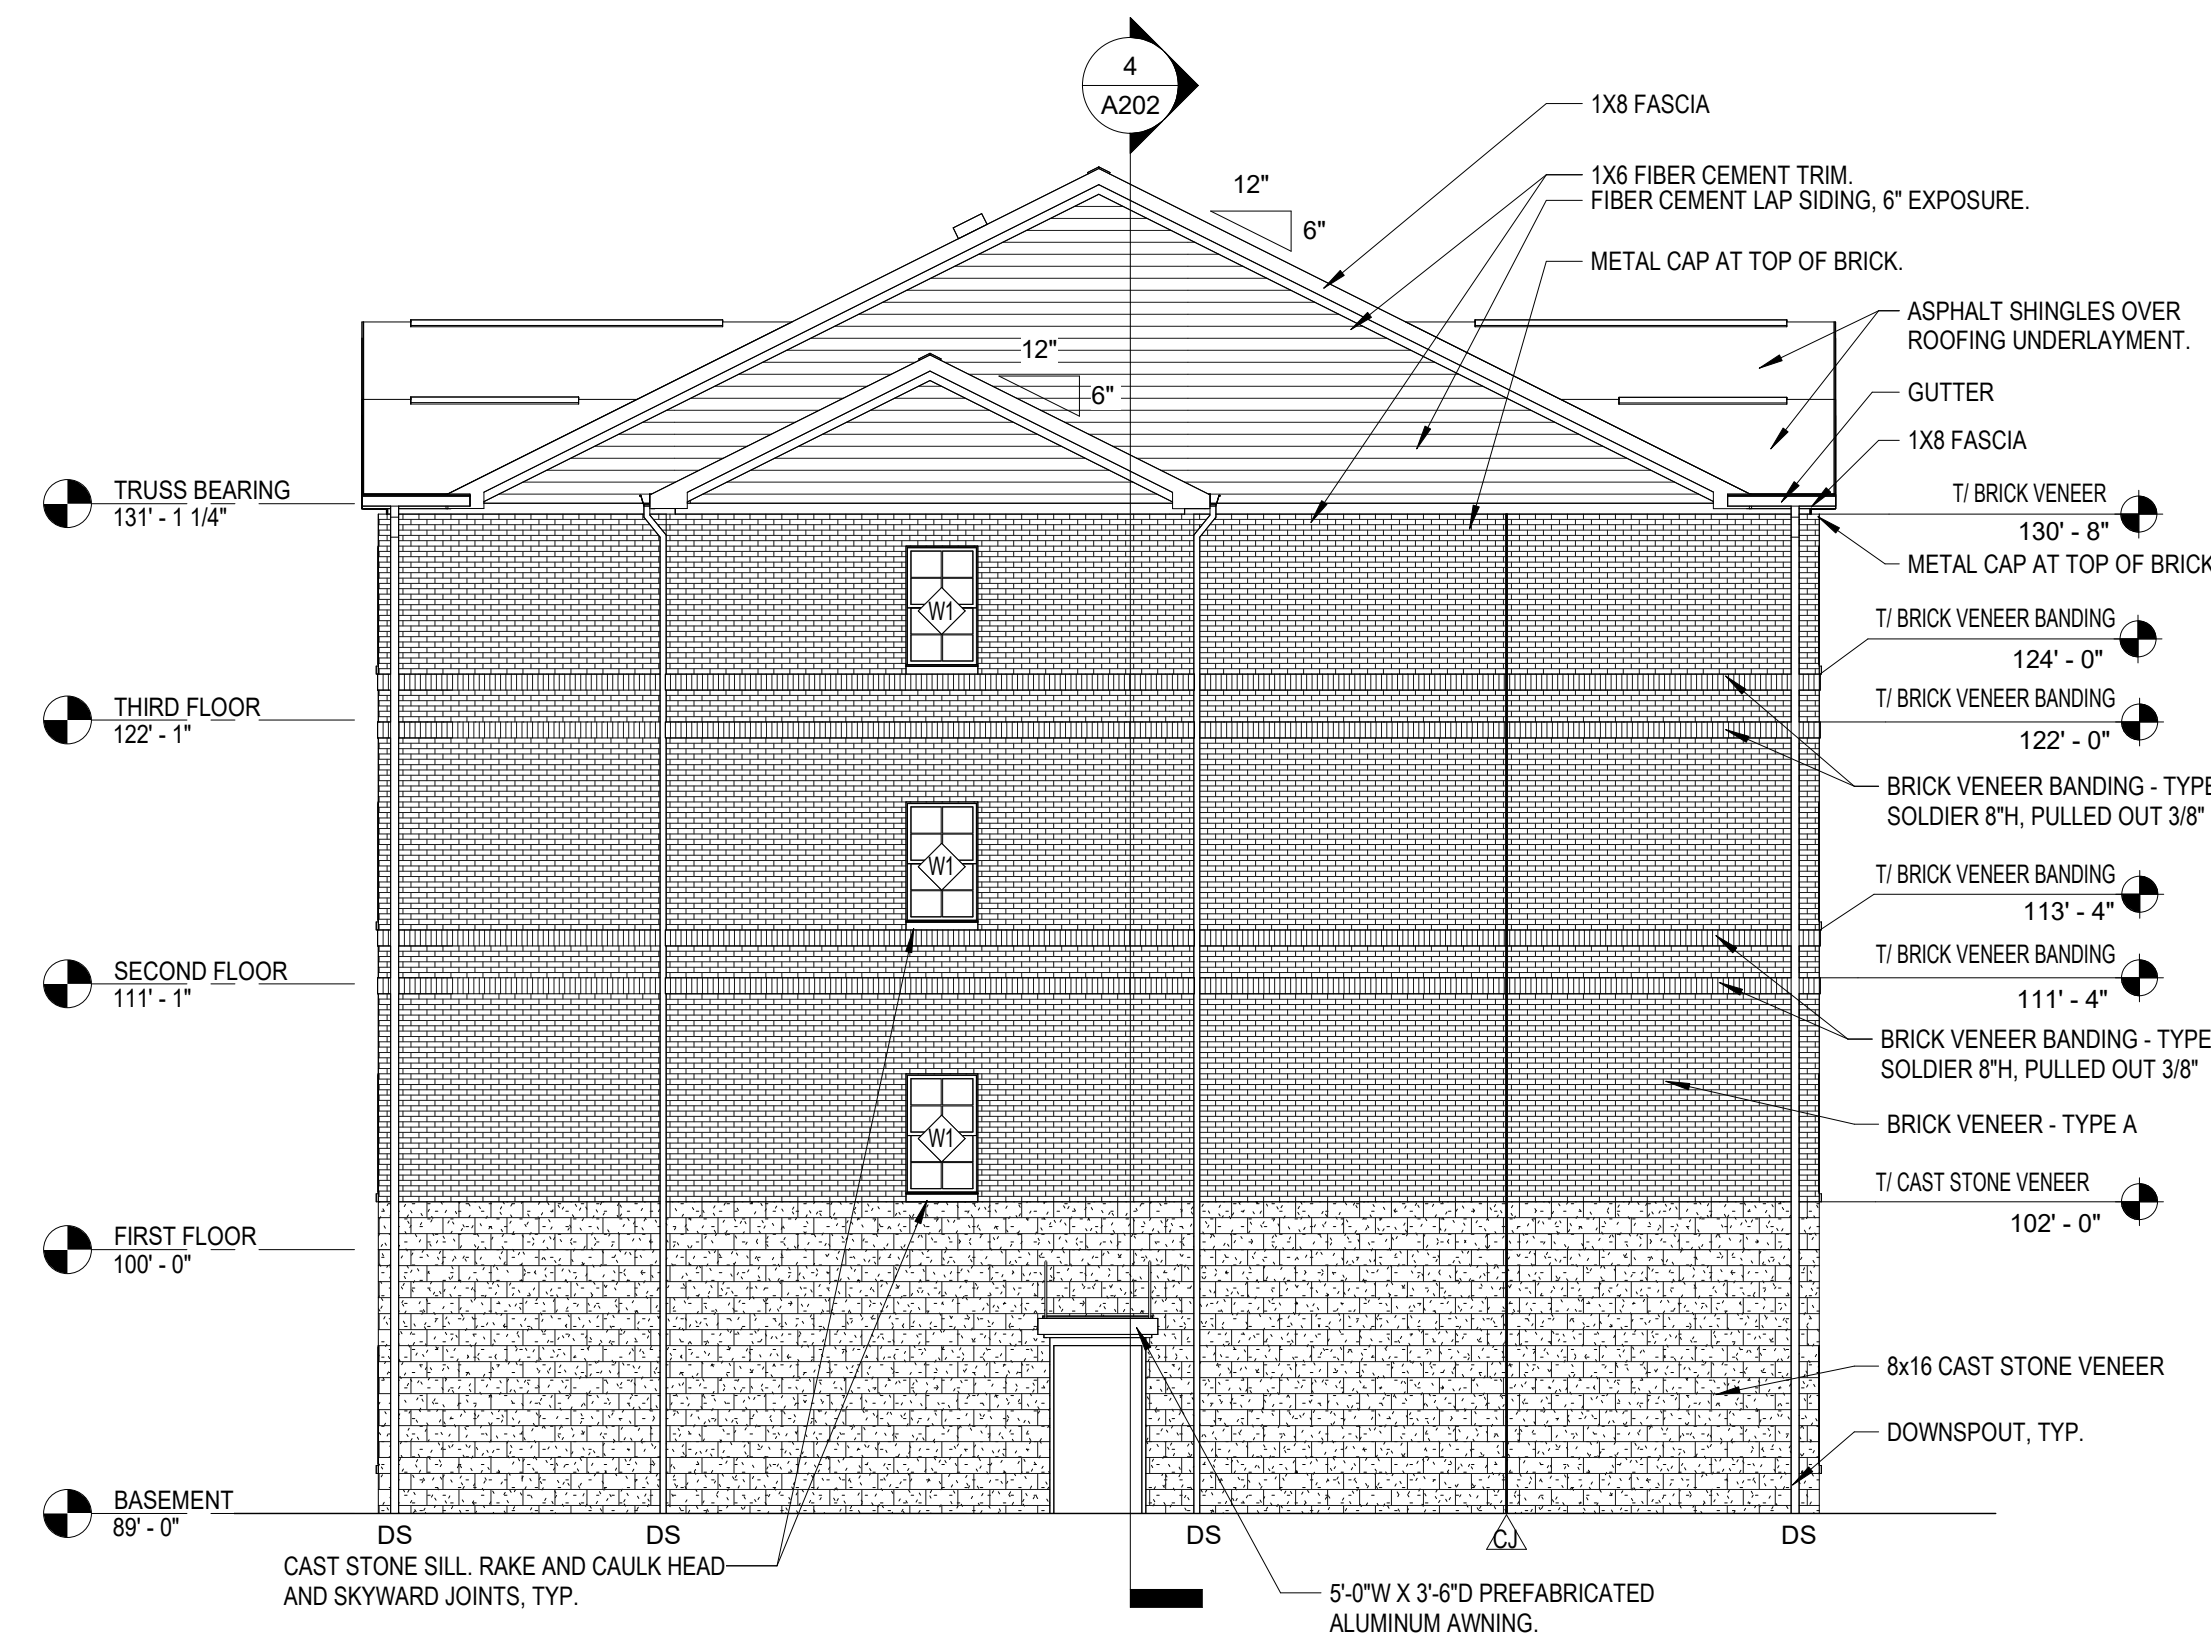 4
A202
1X8 FASCIA
12"
6"
1X6 FIBER CEMENT TRIM.
FIBER CEMENT LAP SIDING, 6" EXPOSURE.
METAL CAP AT TOP OF BRICK.
ASPHALT SHINGLES OVER
ROOFING UNDERLAYMENT.
12"
6"
GUTTER
1X8 FASCIA
TRUSS BEARING
131' - 1 1/4"
T/ BRICK VENEER
130' - 8"
METAL CAP AT TOP OF BRICK
W1
T/ BRICK VENEER BANDING
124' - 0"
THIRD FLOOR
122' - 1"
T/ BRICK VENEER BANDING
122' - 0"
BRICK VENEER BANDING - TYPE
SOLDIER 8"H, PULLED OUT 3/8"
W1
T/ BRICK VENEER BANDING
113' - 4"
SECOND FLOOR
111' - 1"
T/ BRICK VENEER BANDING
111' - 4"
BRICK VENEER BANDING - TYPE
SOLDIER 8"H, PULLED OUT 3/8"
BRICK VENEER - TYPE A
W1
T/ CAST STONE VENEER
102' - 0"
FIRST FLOOR
100' - 0"
8x16 CAST STONE VENEER
DOWNSPOUT, TYP.
BASEMENT
89' - 0"
DS
DS
DS
CJ
DS
CAST STONE SILL. RAKE AND CAULK HEAD
AND SKYWARD JOINTS, TYP.
5'-0"W X 3'-6"D PREFABRICATED
ALUMINUM AWNING.